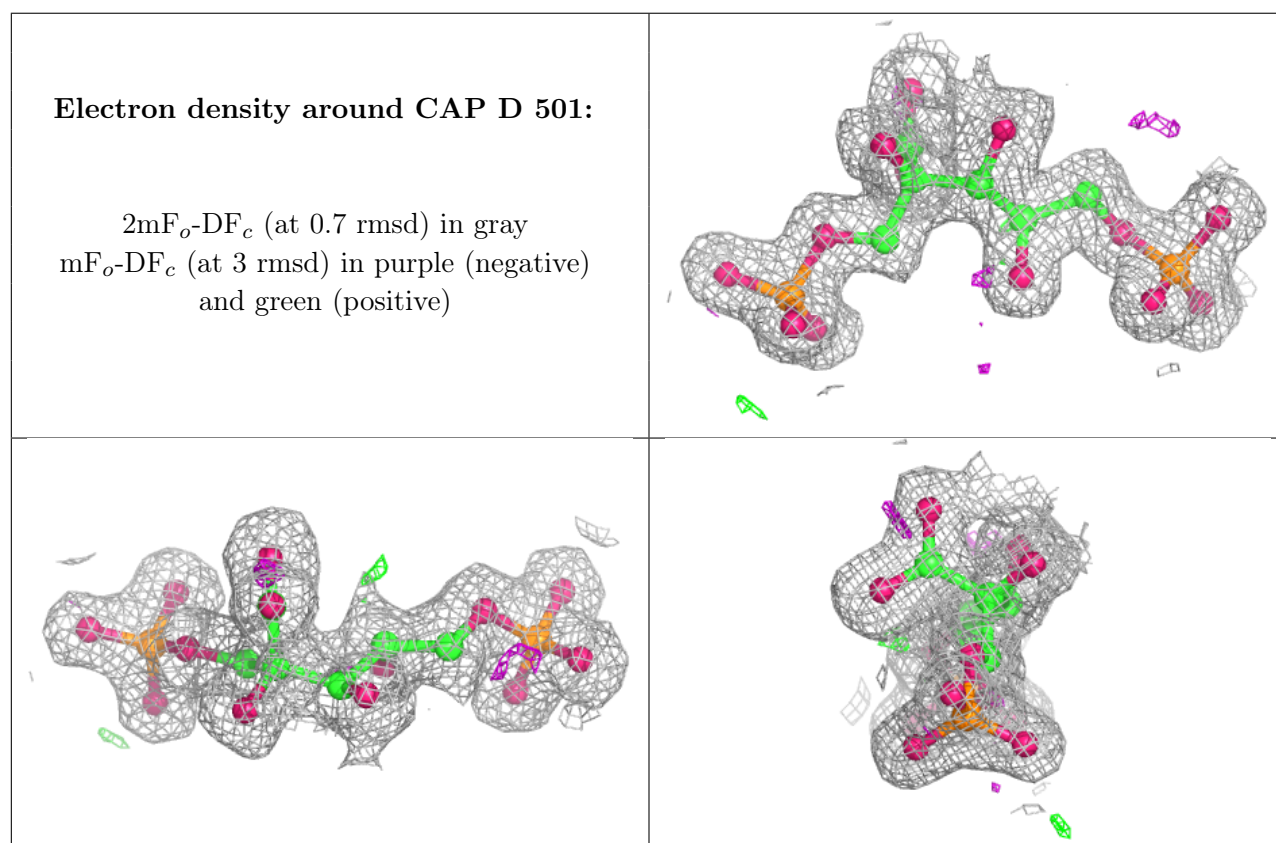 Electron density around CAP D 501:
2mFo-DFc (at 0.7 rmsd) in gray
mFo-DFc (at 3 rmsd) in purple (negative)
and green (positive)